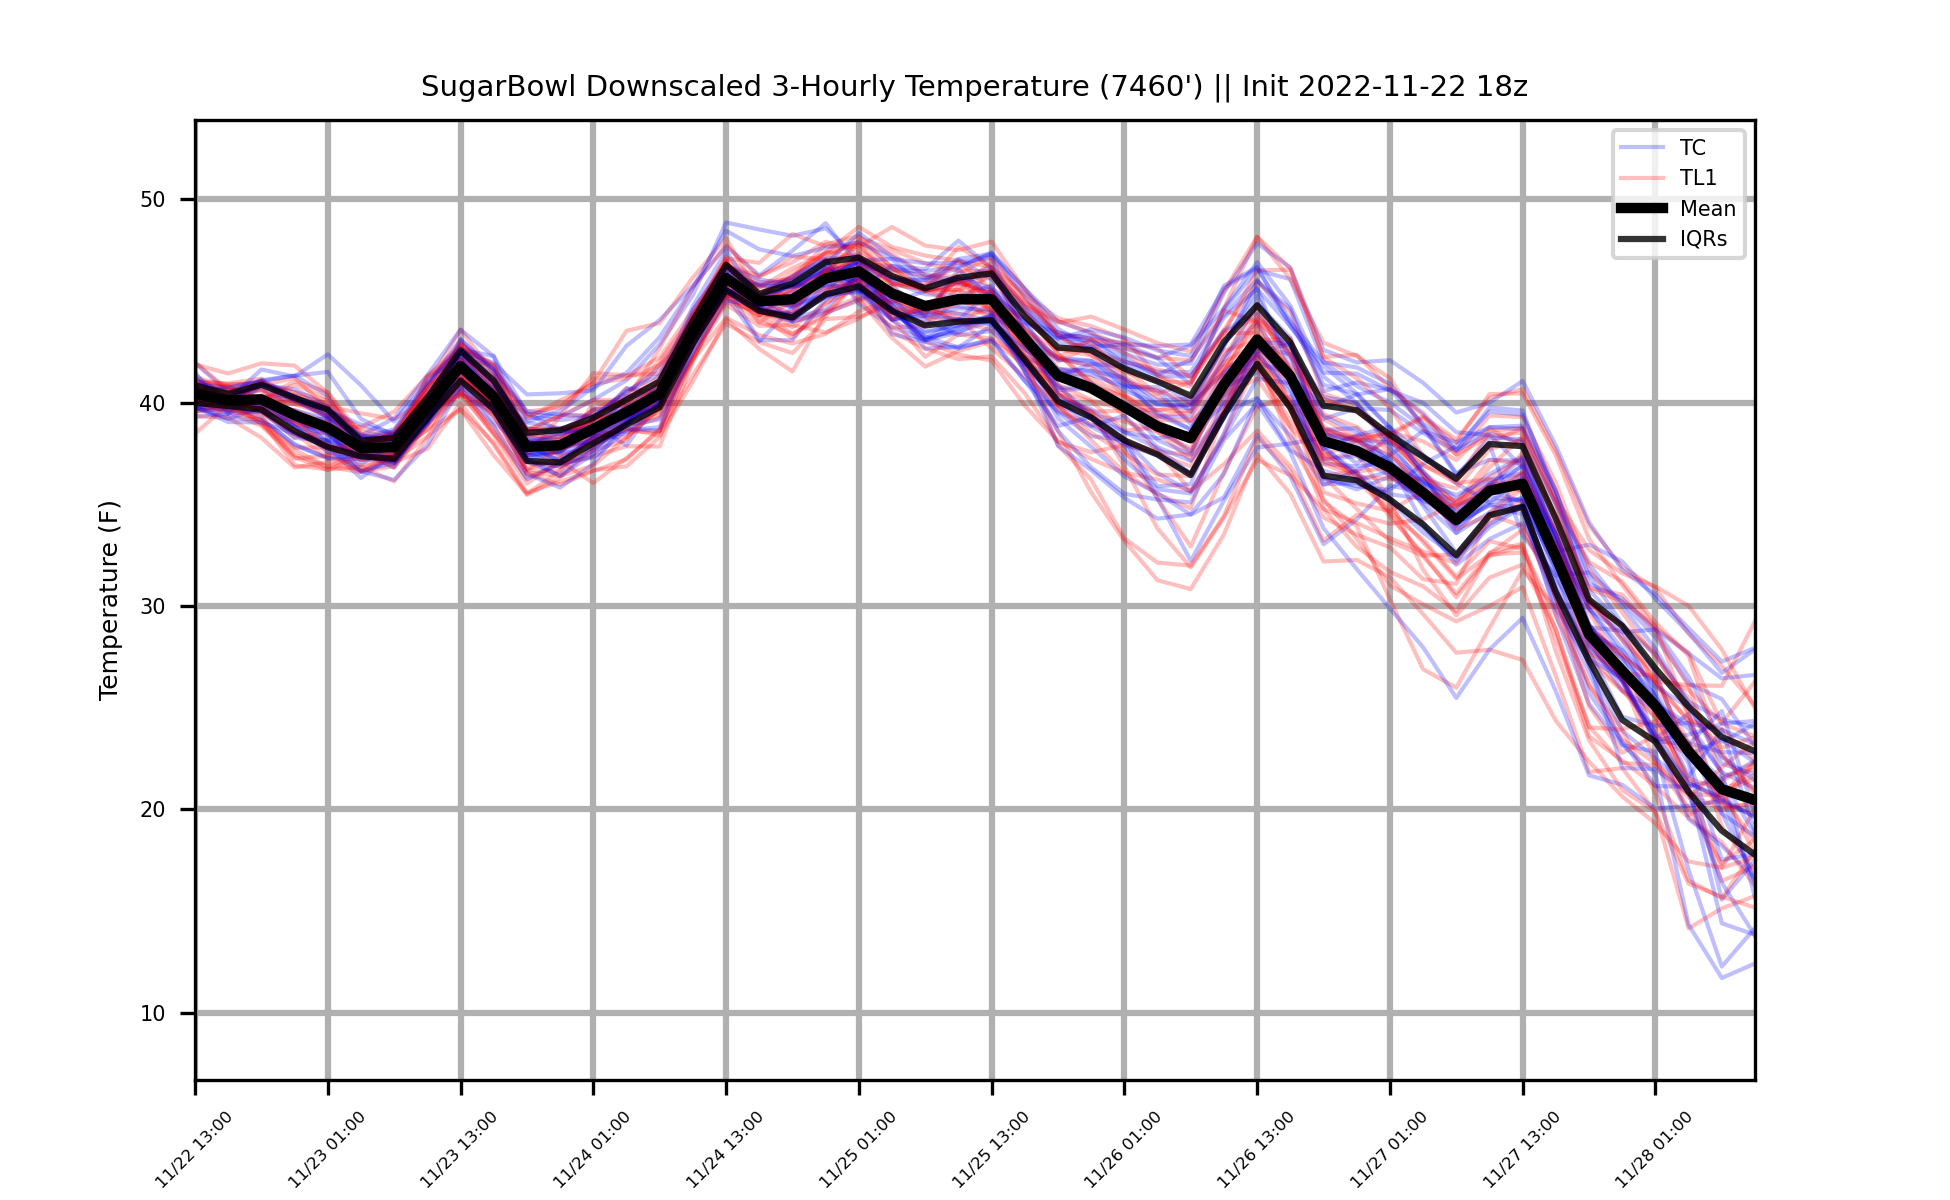 SugarBowl Downscaled 3-Hourly Temperature (7460') || Init 2022-11-22 18z
TC
TL1
Mean
IQRs
Temperature (F)
50
40
30
20
10
11/22 13:00
11/23 01:00
11/23 13:00
11/24 01:00
11/24 13:00
11/25 01:00
11/25 13:00
11/26 01:00
11/26 13:00
11/27 01:00
11/27 13:00
11/28 01:00